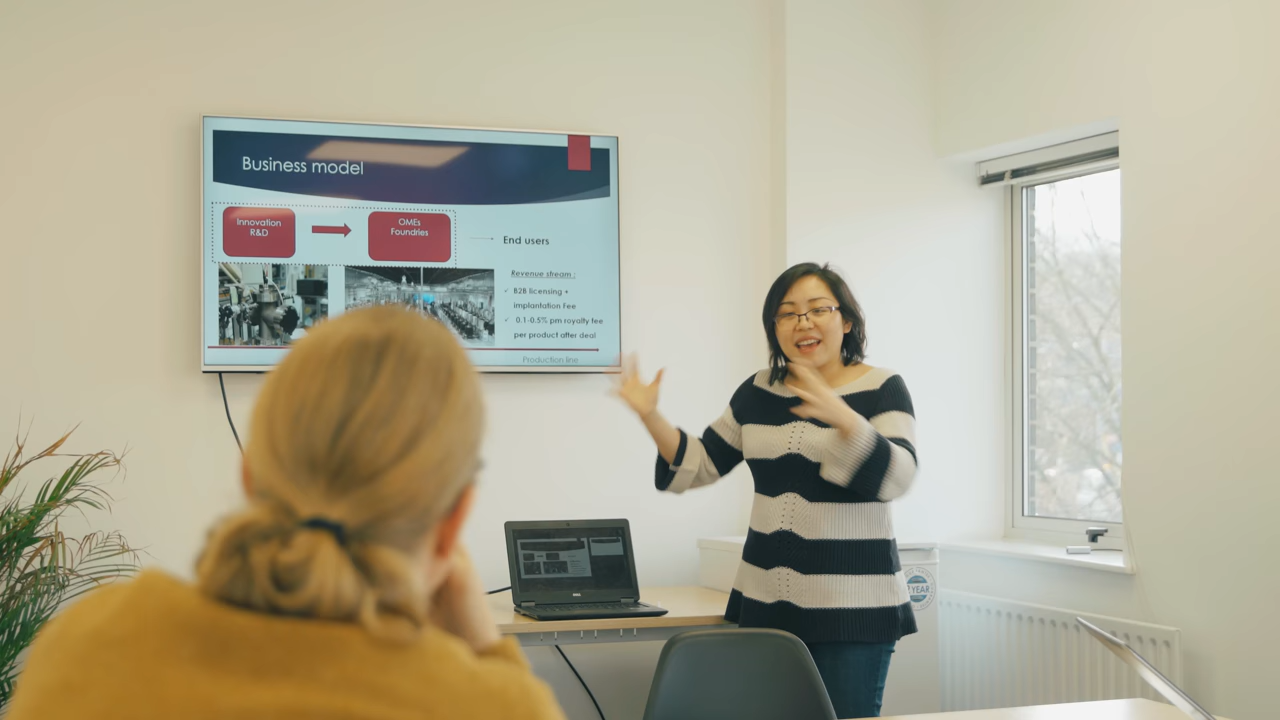 Business model
Innovation
R&D
OMEs
Foundries
End users
Revenue stream :
✓ B2B licensing +
implantation Fee
✓ 0.1-0.5% pm royalty fee
per product after deal
Production line
YEAR